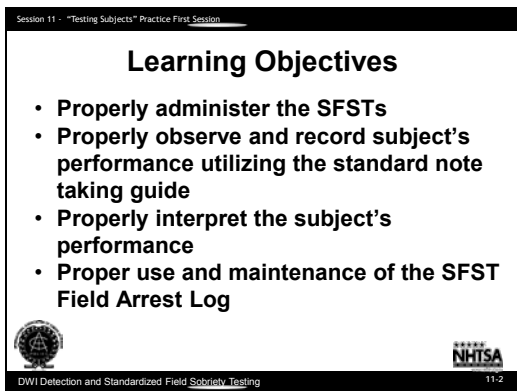 Session 11 - "Testing Subjects" Practice First Session
Learning Objectives
• Properly administer the SFSTs
• Properly observe and record subject's
performance utilizing the standard note
taking guide
• Properly interpret the subject's
performance
• Proper use and maintenance of the SFST
Field Arrest Log
NHTSA
DWI Detection and Standardized Field Sobriety Testing
11-2